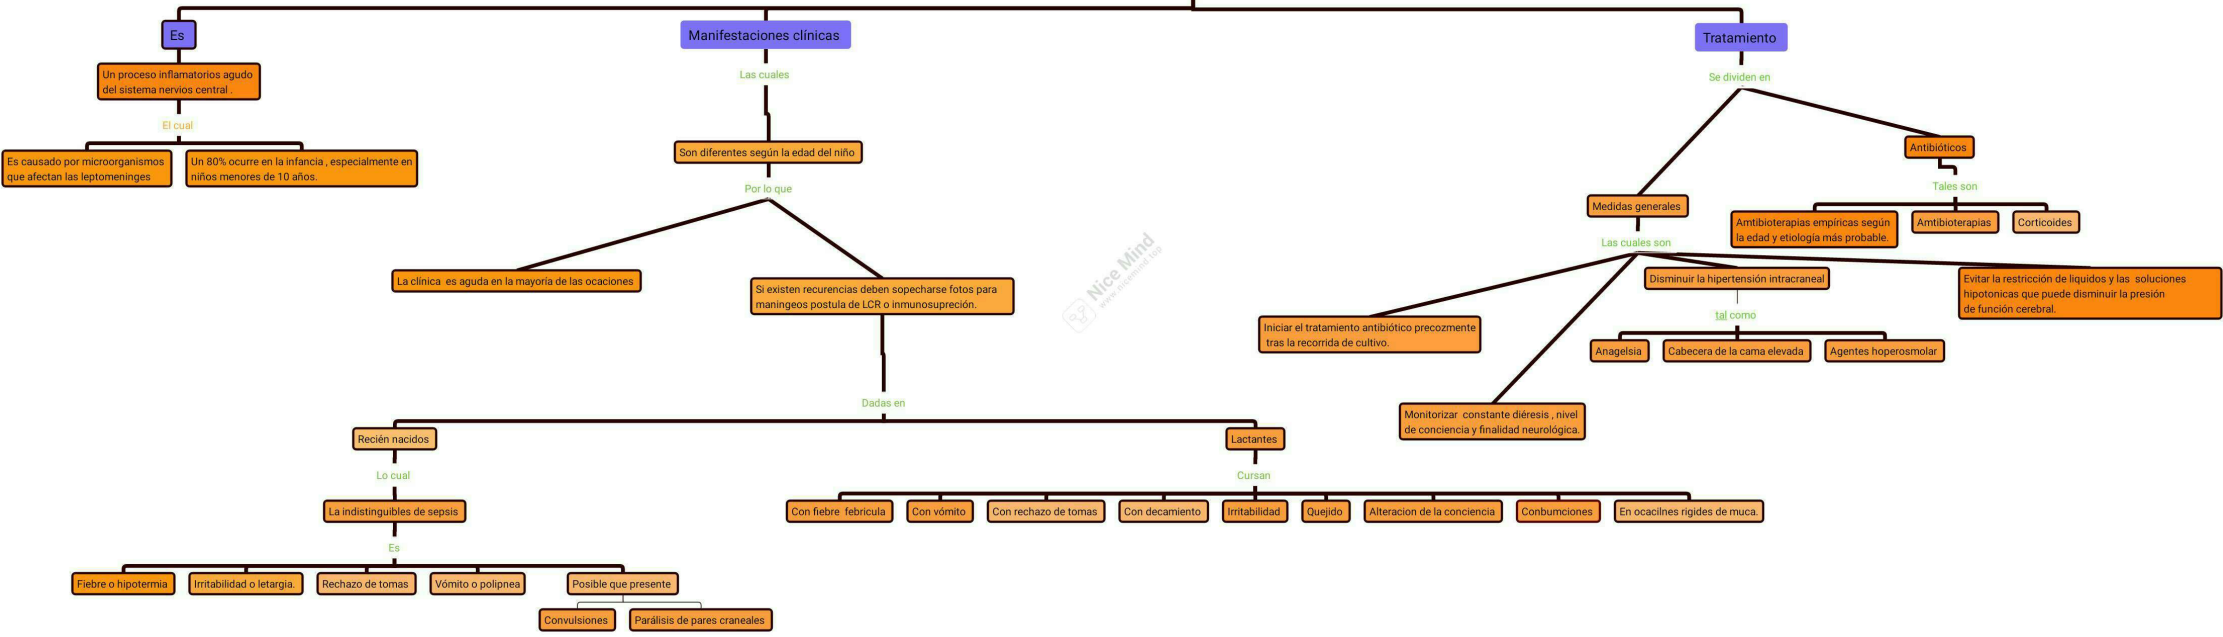 Es
Manifestaciones clínicas
Tratamiento
Un proceso inflamatorios agudo
del sistema nervios central .
El cual
Es causado por microorganismos
que afectan las leptomeninges
Un 80% ocurre en la infancia , especialmente en
niños menores de 10 años.
Las cuales
Son diferentes según la edad del niño
Por lo que
La clínica es aguda en la mayoría de las ocaciones
Si existen recurencias deben sopecharse fotos para
maningeos postula de LCR o inmunosupreción.
Dadas en
Recién nacidos
Lo cual
La indistinguibles de sepsis
Es
Fiebre o hipotermia
Irritabilidad o letargia.
Rechazo de tomas
Vómito o polipnea
Posible que presente
Convulsiones
Parálisis de pares craneales
Lactantes
Cursan
Con fiebre febricula
Con vómito
Con rechazo de tomas
Con decamiento
Irritabilidad
Quejido
Alteracion de la conciencia
Conbumciones
En ocacilnes rigides de muca.
Se dividen en
Medidas generales
Las cuales son
Iniciar el tratamiento antibiótico precozmente
tras la recorrida de cultivo.
Monitorizar constante diéresis , nivel
de conciencia y finalidad neurológica.
Disminuir la hipertensión intracraneal
tal como
Anagelsia
Cabecera de la cama elevada
Agentes hoperosmolar
Evitar la restricción de liquidos y las soluciones
hipotonicas que puede disminuir la presión
de función cerebral.
Antibióticos
Tales son
Amtibioterapias empíricas según
la edad y etiología más probable.
Amtibioterapias
Corticoides
Nice Mind
www.nicemind.top